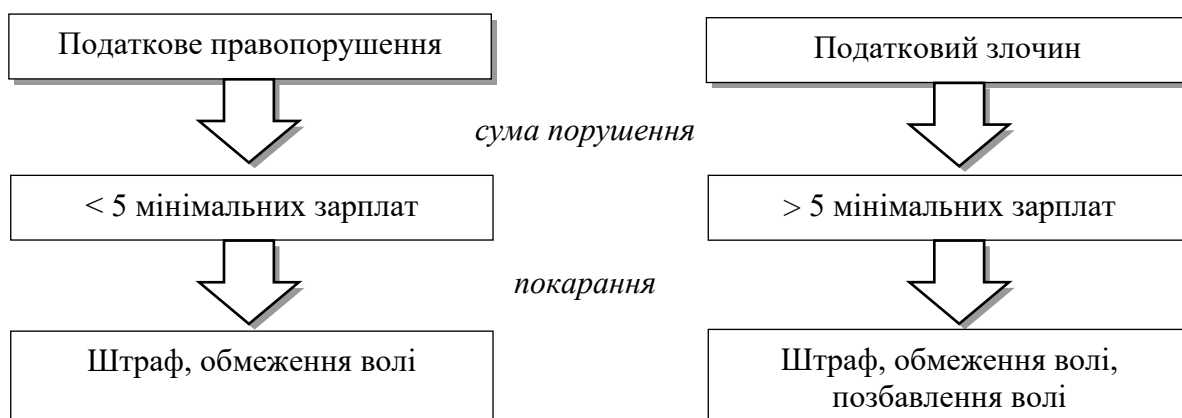 Податкове правопорушення
Податковий злочин
сума порушення
< 5 мінімальних зарплат
> 5 мінімальних зарплат
покарання
Штраф, обмеження волі
Штраф, обмеження волі,
позбавлення волі